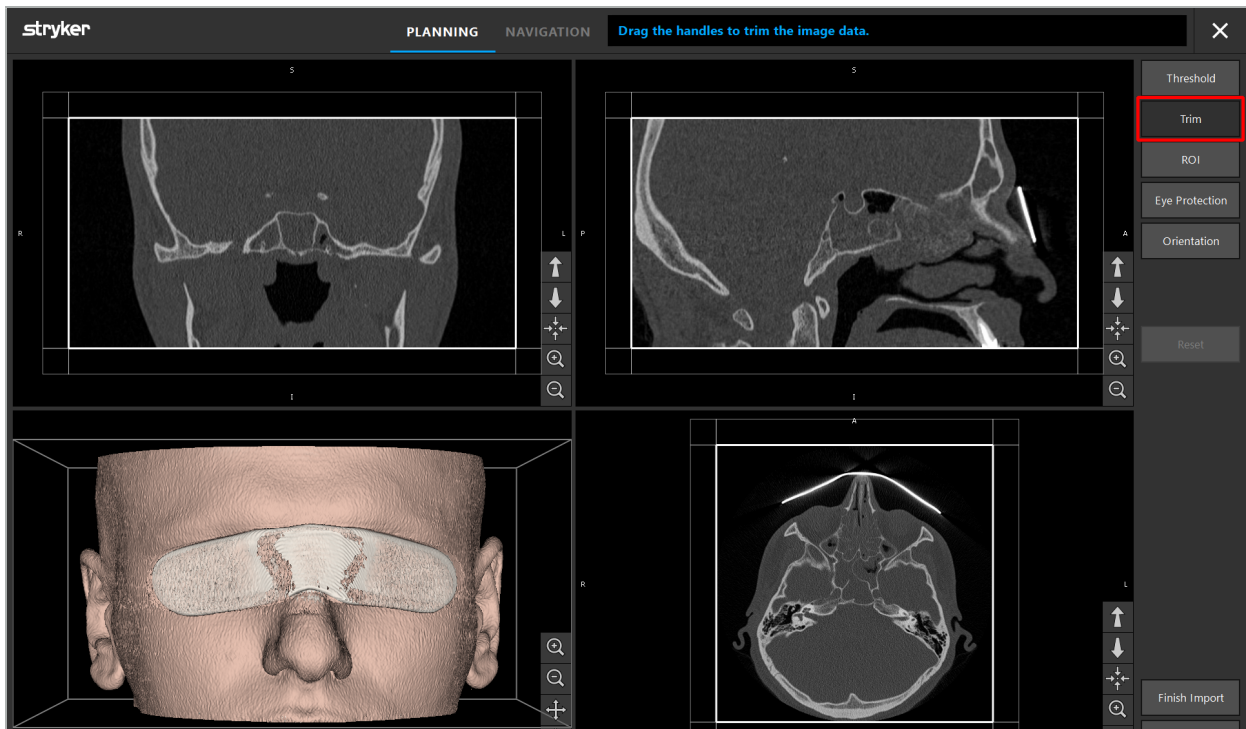 stryker
PLANNING NAVIGATION Drag the handles to trim the image data.
S
S
Threshold
Trim
ROI
R
L
P
A
Eye Protection
Orientation
Reset
I
I
A
R
L
Finish Import